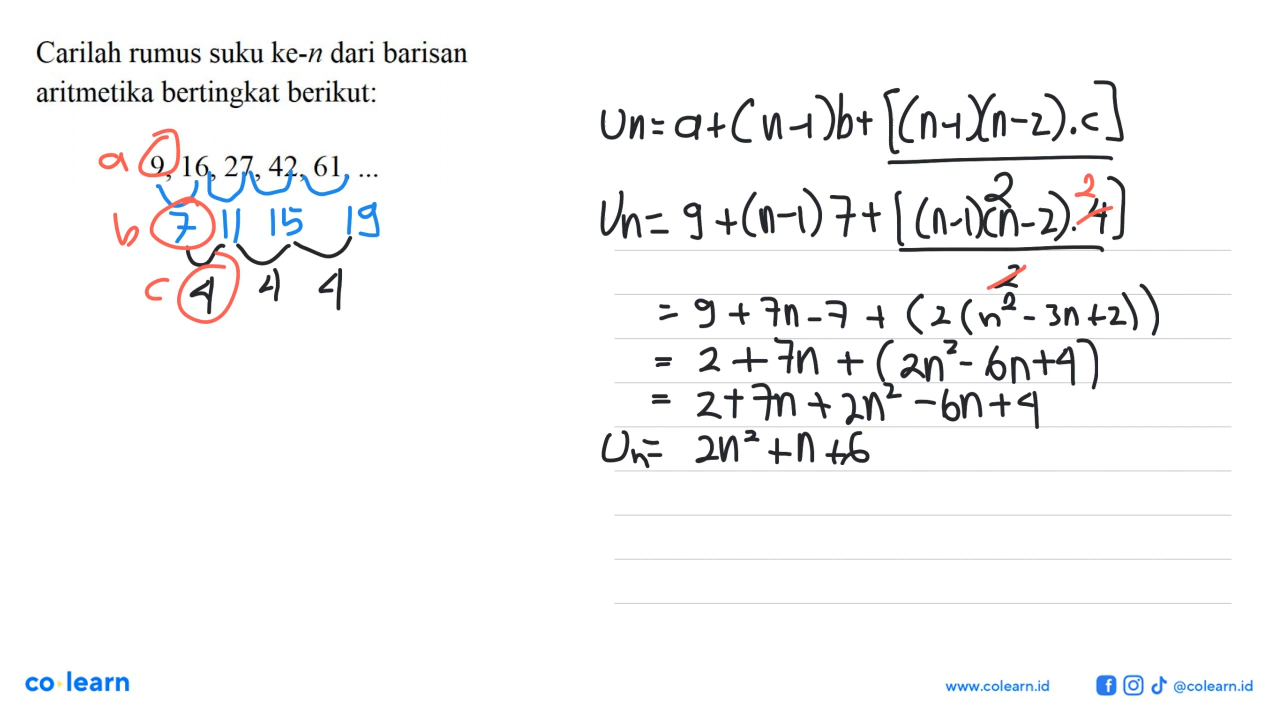 Carilah rumus suku ke-n dari barisan
aritmetika bertingkat berikut:
a 9, 16, 27, 42, 61, ...
b 7 11 15 19
c 4 4 4
Un = a + (n-1)b + [(n-1)(n-2).c]
2
Un = 9 + (n-1)7 + [(n-1)(n-2).4] 2
2
= 9 + 7n - 7 + (2(n² - 3n + 2))
= 2 + 7n + (2n² - 6n + 4)
= 2 + 7n + 2n² - 6n + 4
Un = 2n² + n + 6
co learn
www.colearn.id
@colearn.id